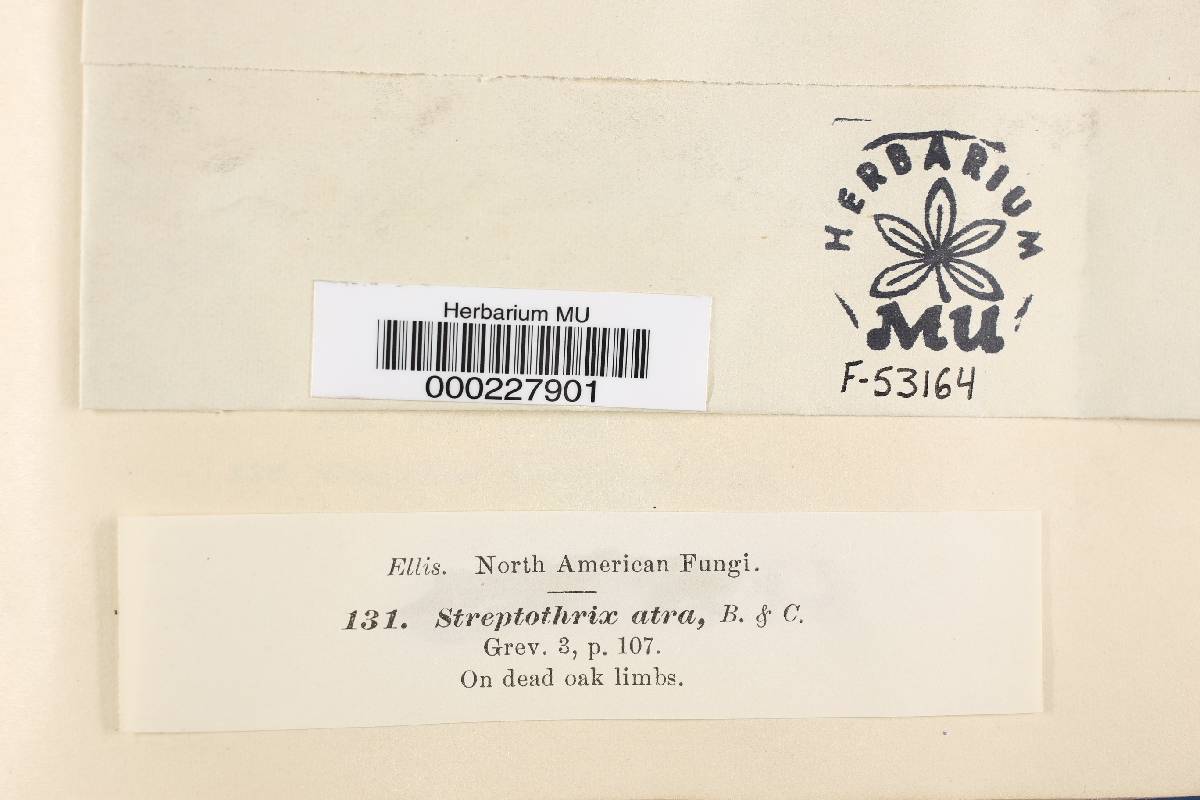 HERBARIUM
MU
F-53164
Herbarium MU
000227901
Ellis. North American Fungi.
131. Streptothrix atra, B. & C.
Grev. 3, p. 107.
On dead oak limbs.